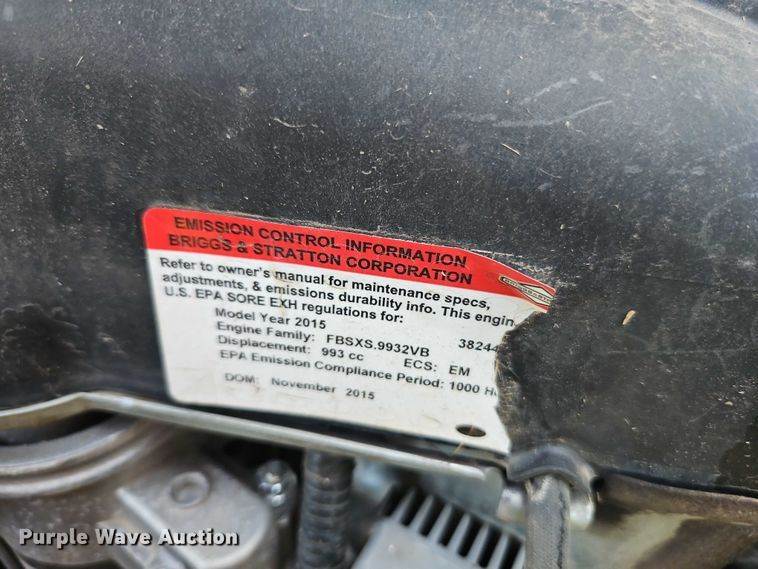 EMISSION CONTROL INFORMATION
BRIGGS & STRATTON CORPORATION
Refer to owner's manual for maintenance specs,
adjustments, & emissions durability info. This
U.S. EPA SORE EXH regulations for:
Model Year 2015 38244
Engine Family: FBSXS.9932VB
Displacement: 993 cc ECS: EM
EPA Emission Compliance Period: 1000
DOM: November 2015
Purple Wave Auction